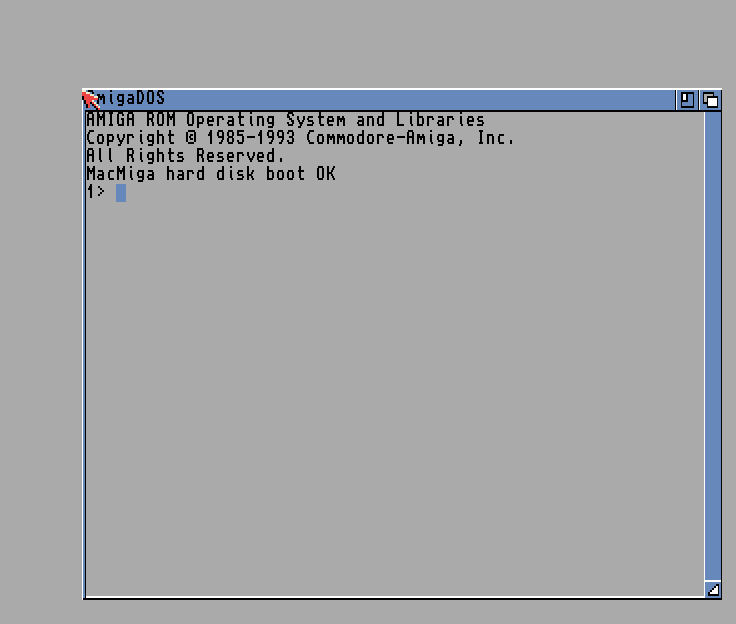 AmigaDOS
AMIGA ROM Operating System and Libraries
Copyright © 1985-1993 Commodore-Amiga, Inc.
All Rights Reserved.
MacMiga hard disk boot OK
1>